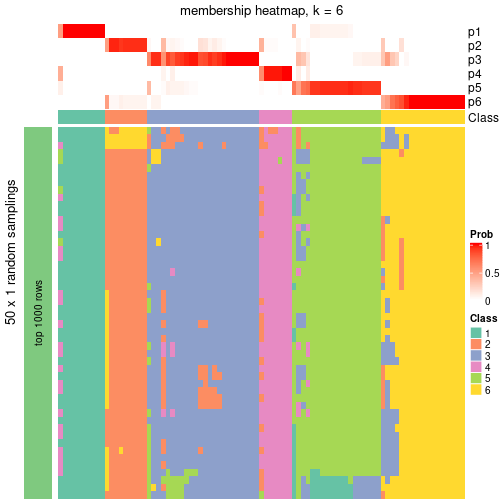 membership heatmap, k = 6
p1
p2
p3
p4
p5
p6
Class
50 x 1 random samplings
top 1000 rows
Prob
1
0.5
0
Class
1
2
3
4
5
6